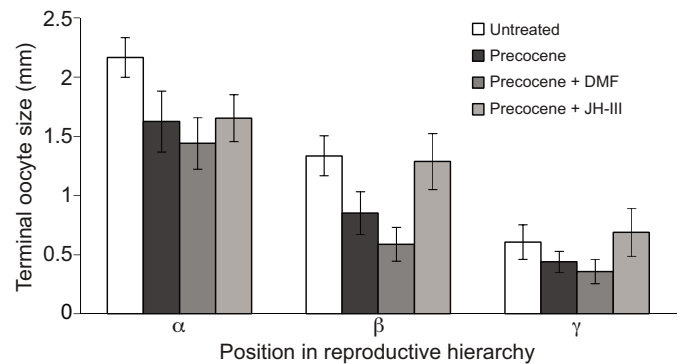 2.5
2
1.5
1
0.5
0
Terminal oocyte size (mm)
Untreated
Precocene
Precocene + DMF
Precocene + JH-III
α
β
γ
Position in reproductive hierarchy